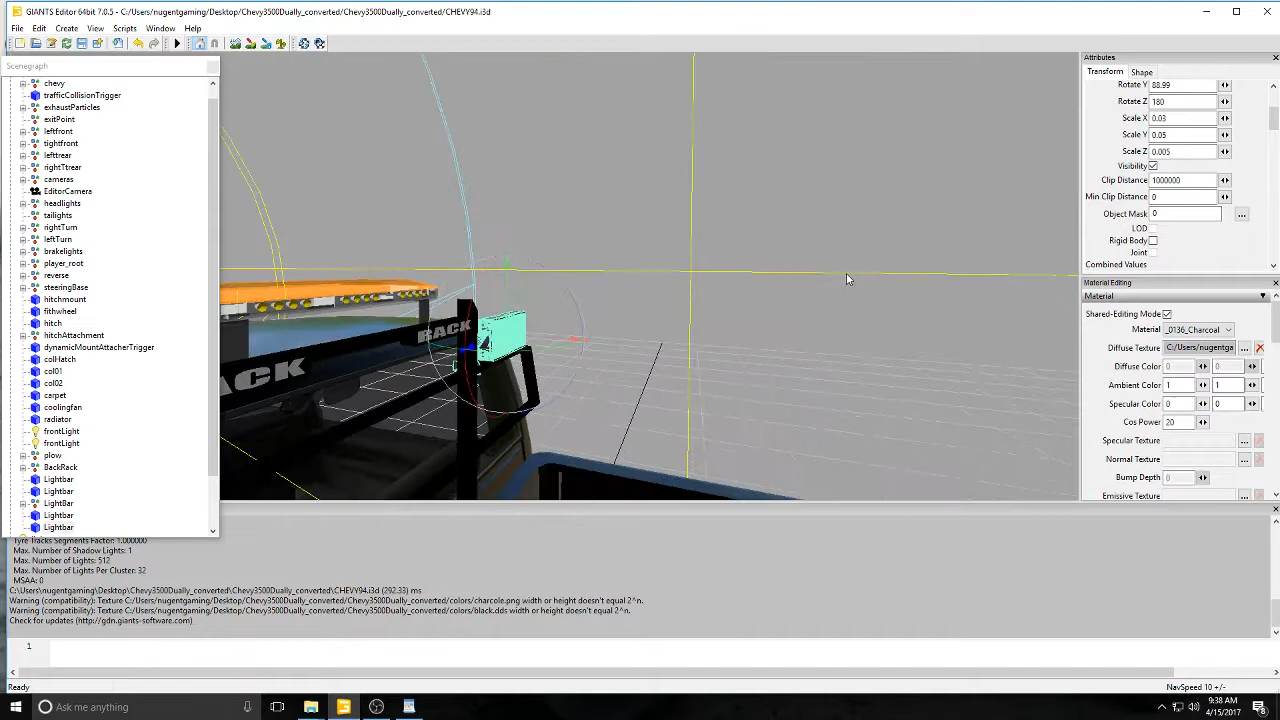 GIANTS Editor 64bit 7.0.5 - C:/Users/nugentgaming/Desktop/Chevy3500Dually_converted/Chevy3500Dually_converted/CHEVY94.i3d
File Edit Create View Scripts Window Help
Scenegraph
chevy
trafficCollisionTrigger
exhaustParticles
exitPoint
leftfront
tightfront
lefttrear
rightTtrear
cameras
EditorCamera
headlights
tailights
rightTurn
leftTurn
brakelights
player_root
reverse
steeringBase
hitchmount
fithwheel
hitch
hitchAttachment
dynamicMountAttacherTrigger
colHatch
col01
col02
carpet
coolingfan
radiator
frontLight
frontLight
plow
BackRack
Lightbar
Lightbar
LightBar
Lightbar
Lightbar
RACK
ACK
Attributes
Transform Shape
Rotate Y 88.99
Rotate Z 180
Scale X 0.03
Scale Y 0.05
Scale Z 0.005
Visibility
Clip Distance 1000000
Min Clip Distance 0
Object Mask 0 ...
LOD
Rigid Body
Joint
Combined Values
Material Editing
Material
Shared-Editing Mode
Material _0136_Charcoal
Diffuse Texture C:/Users/nugentga ...
Diffuse Color 0 0
Ambient Color 1 1
Specular Color 0 0
Cos Power 20
Specular Texture ...
Normal Texture ...
Bump Depth 0
Emissive Texture ...
Tyre Tracks Segments Factor: 1.000000
Max. Number of Shadow Lights: 1
Max. Number of Lights: 512
Max. Number of Lights Per Cluster: 32
MSAA: 0
C:\Users\nugentgaming\Desktop\Chevy3500Dually_converted\Chevy3500Dually_converted\CHEVY94.i3d (292.33) ms
Warning (compatibility): Texture C:/Users/nugentgaming/Desktop/Chevy3500Dually_converted/colors/charcole.png width or height doesn't equal 2^n.
Warning (compatibility): Texture C:/Users/nugentgaming/Desktop/Chevy3500Dually_converted/colors/black.dds width or height doesn't equal 2^n.
Check for updates (http://gdn.giants-software.com)
1
Ready
NavSpeed 10 +/-
Ask me anything
9:38 AM
4/15/2017